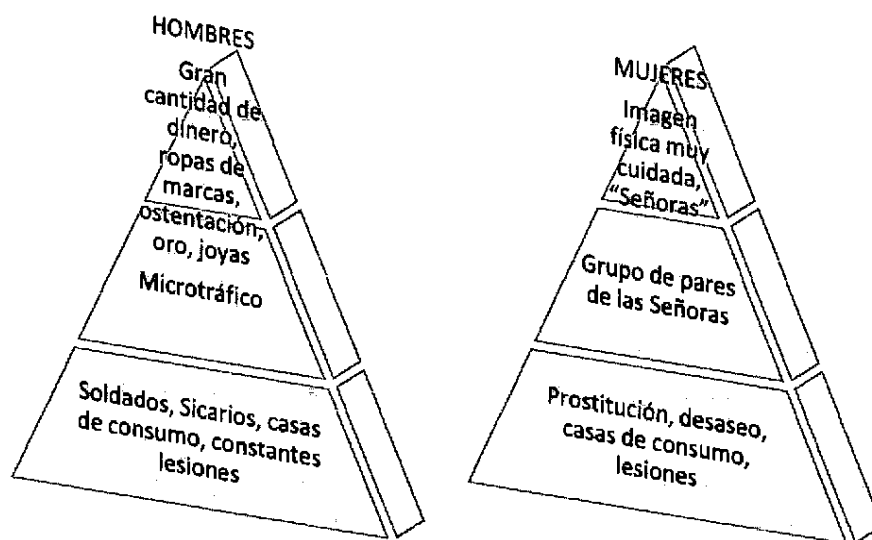 HOMBRES
Gran
cantidad de
dinero,
ropas de
marcas,
ostentación,
oro, joyas
Microtráfico
Soldados, Sicarios, casas
de consumo, constantes
lesiones
MUJERES
Imagen
física muy
cuidada,
“Señoras”
Grupo de pares
de las Señoras
Prostitución, desaseo,
casas de consumo,
lesiones